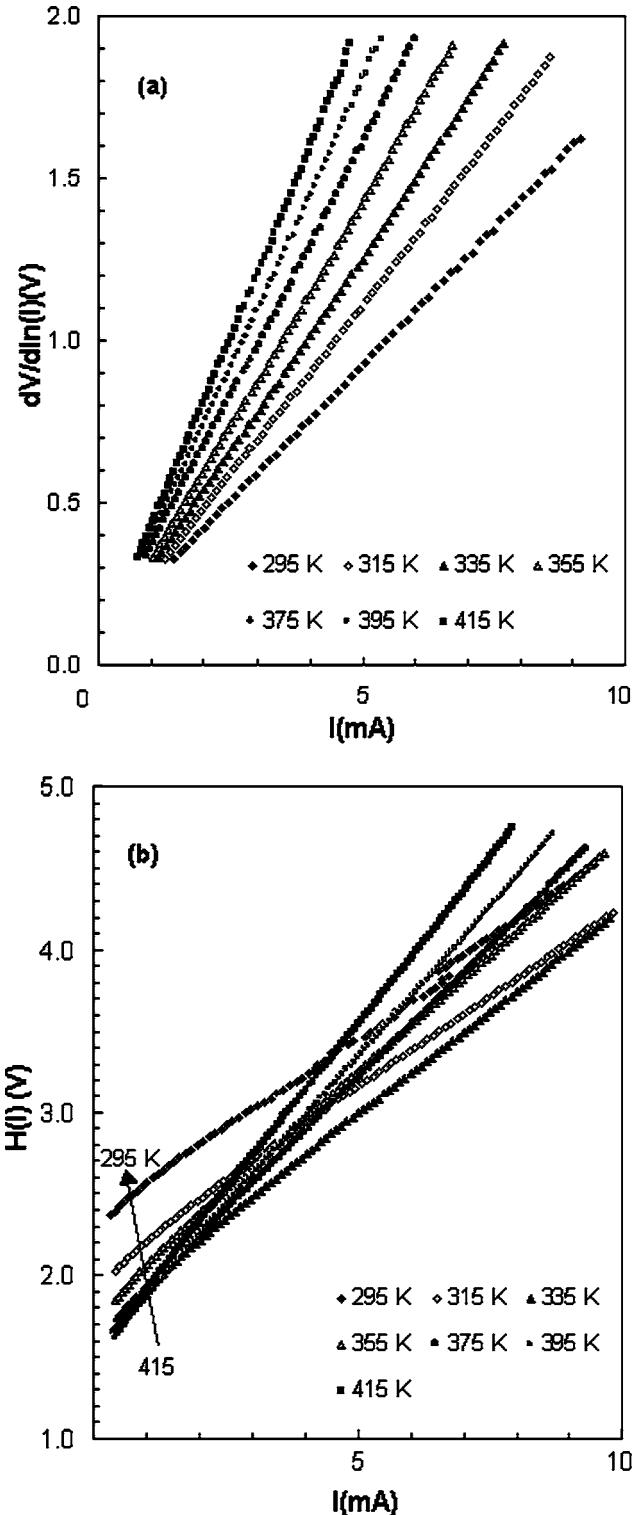 2.0
(a)
1.5
dV/dln(I)(V)
1.0
0.5
295 K 315 K 335 K 355 K
375 K 395 K 415 K
0.0
0 5 10
I(mA)
5.0
(b)
4.0
H(I) (V)
3.0
295 K
2.0
295 K 315 K 335 K
415
355 K 375 K 395 K
415 K
1.0
5 10
I(mA)